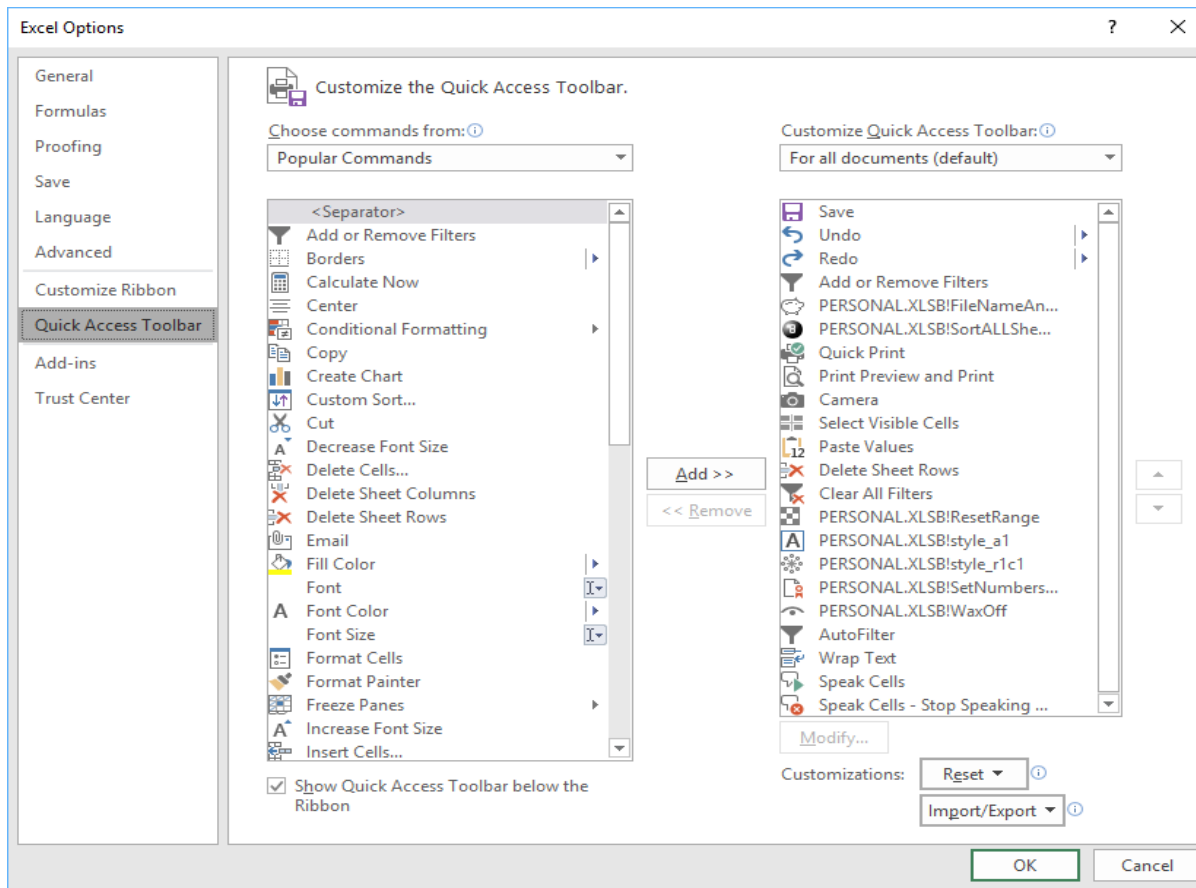 Excel Options
?
General
Formulas
Proofing
Save
Language
Advanced
Customize Ribbon
Quick Access Toolbar
Add-ins
Trust Center
Customize the Quick Access Toolbar.
Choose commands from:
Popular Commands
<Separator>
Add or Remove Filters
Borders
Calculate Now
Center
Conditional Formatting
Copy
Create Chart
Custom Sort...
Cut
Decrease Font Size
Delete Cells...
Delete Sheet Columns
Delete Sheet Rows
Email
Fill Color
Font
Font Color
Font Size
Format Cells
Format Painter
Freeze Panes
Increase Font Size
Insert Cells...
Show Quick Access Toolbar below the
Ribbon
Add >>
<< Remove
Customize Quick Access Toolbar:
For all documents (default)
Save
Undo
Redo
Add or Remove Filters
PERSONAL.XLSB!FileNameAn...
PERSONAL.XLSB!SortALLShe...
Quick Print
Print Preview and Print
Camera
Select Visible Cells
Paste Values
Delete Sheet Rows
Clear All Filters
PERSONAL.XLSB!ResetRange
PERSONAL.XLSB!style_a1
PERSONAL.XLSB!style_r1c1
PERSONAL.XLSB!SetNumbers...
PERSONAL.XLSB!WaxOff
AutoFilter
Wrap Text
Speak Cells
Speak Cells - Stop Speaking ...
Modify...
Customizations:
Reset
Import/Export
OK
Cancel